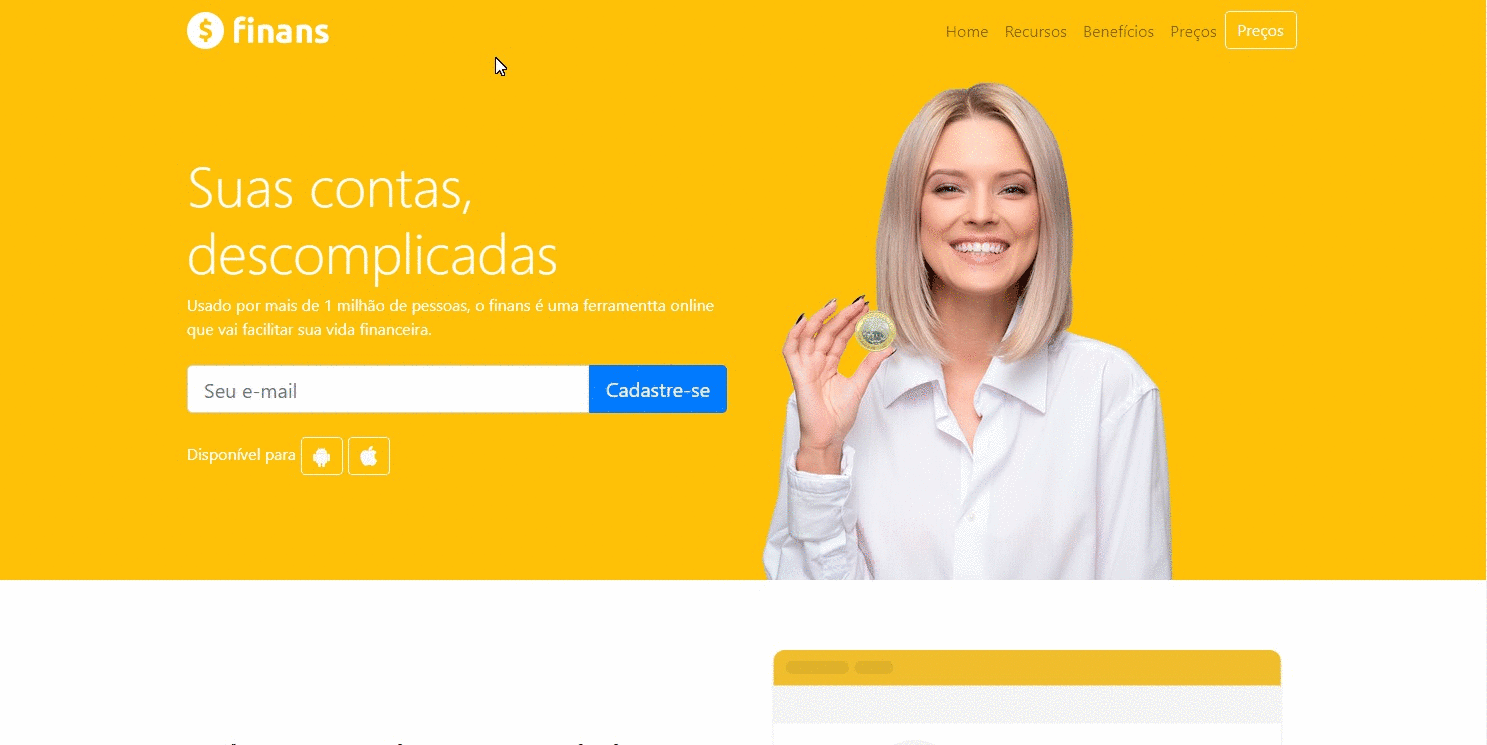 $ finans
Home Recursos Benefícios Preços Preços
Suas contas,
descomplicadas
Usado por mais de 1 milhão de pessoas, o finans é uma ferramentta online
que vai facilitar sua vida financeira.
Seu e-mail Cadastre-se
Disponível para